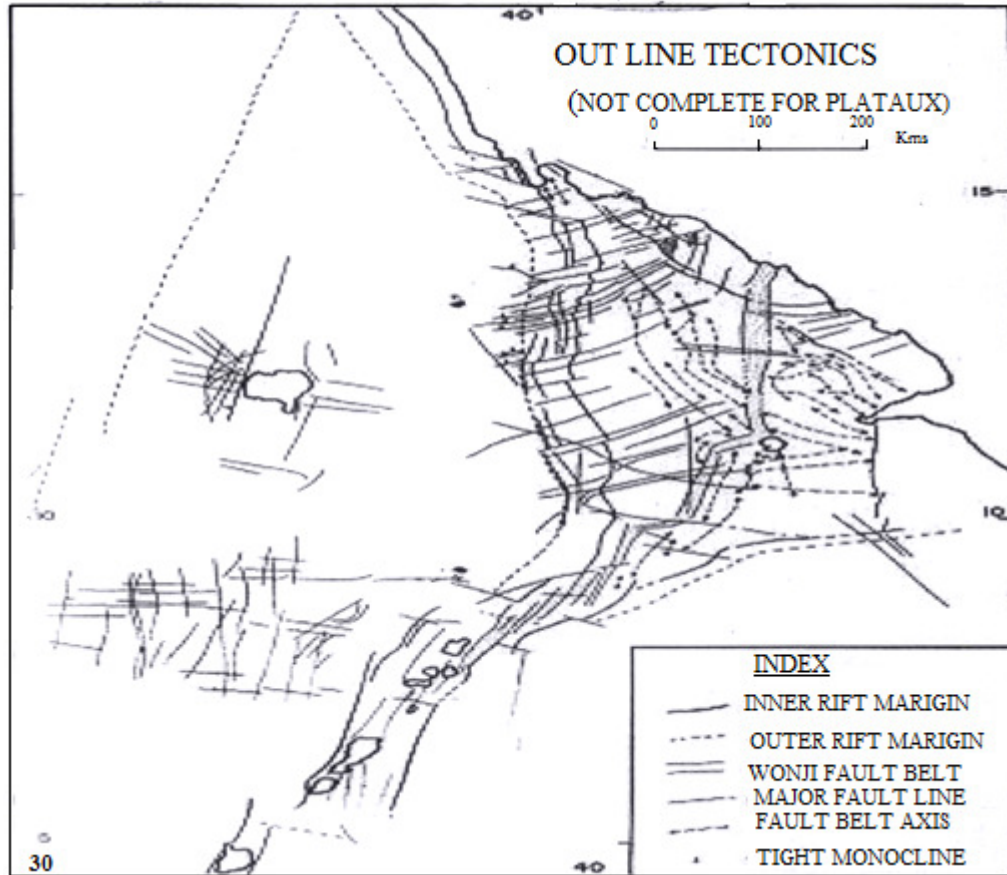 40
OUT LINE TECTONICS
(NOT COMPLETE FOR PLATAUX)
0 100 200
Kms
15
10
INDEX
INNER RIFT MARIGIN
OUTER RIFT MARIGIN
WONJI FAULT BELT
MAJOR FAULT LINE
FAULT BELT AXIS
TIGHT MONOCLINE
30
40